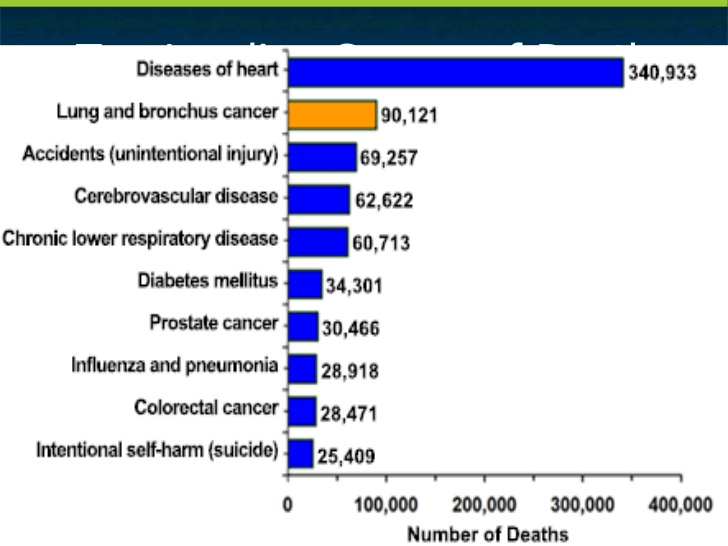 Diseases of heart 340,933
Lung and bronchus cancer 90,121
Accidents (unintentional injury) 69,257
Cerebrovascular disease 62,622
Chronic lower respiratory disease 60,713
Diabetes mellitus 34,301
Prostate cancer 30,466
Influenza and pneumonia 28,918
Colorectal cancer 28,471
Intentional self-harm (suicide) 25,409
0 100,000 200,000 300,000 400,000
Number of Deaths